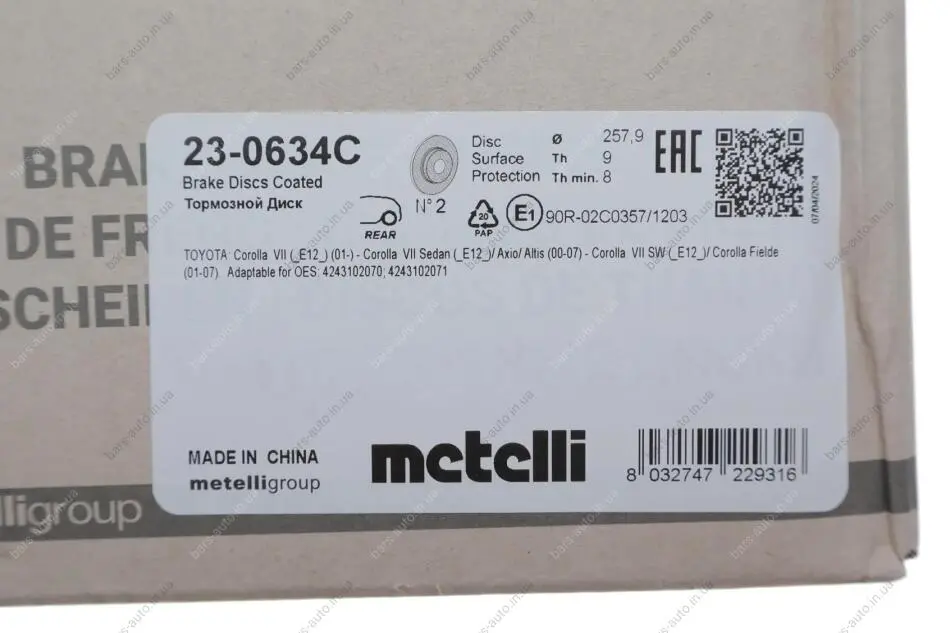 23-0634C
Brake Discs Coated
Тормозной Диск
REAR
N° 2
Disc Ø 257,9
Surface Th 9
Protection Th min. 8
EAC
20
PAP
E1 90R-02C0357/1203
07/04/2024
TOYOTA: Corolla VII (_E12_) (01-) - Corolla VII Sedan (_E12_)/ Axio/ Altis (00-07) - Corolla VII SW (_E12_)/ Corolla Fielde
(01-07). Adaptable for OES: 4243102070; 4243102071
BRA
DE FR
SCHEI
MADE IN CHINA
metelligroup
metelli
8 032747 229316
lligroup
bars-auto.in.ua